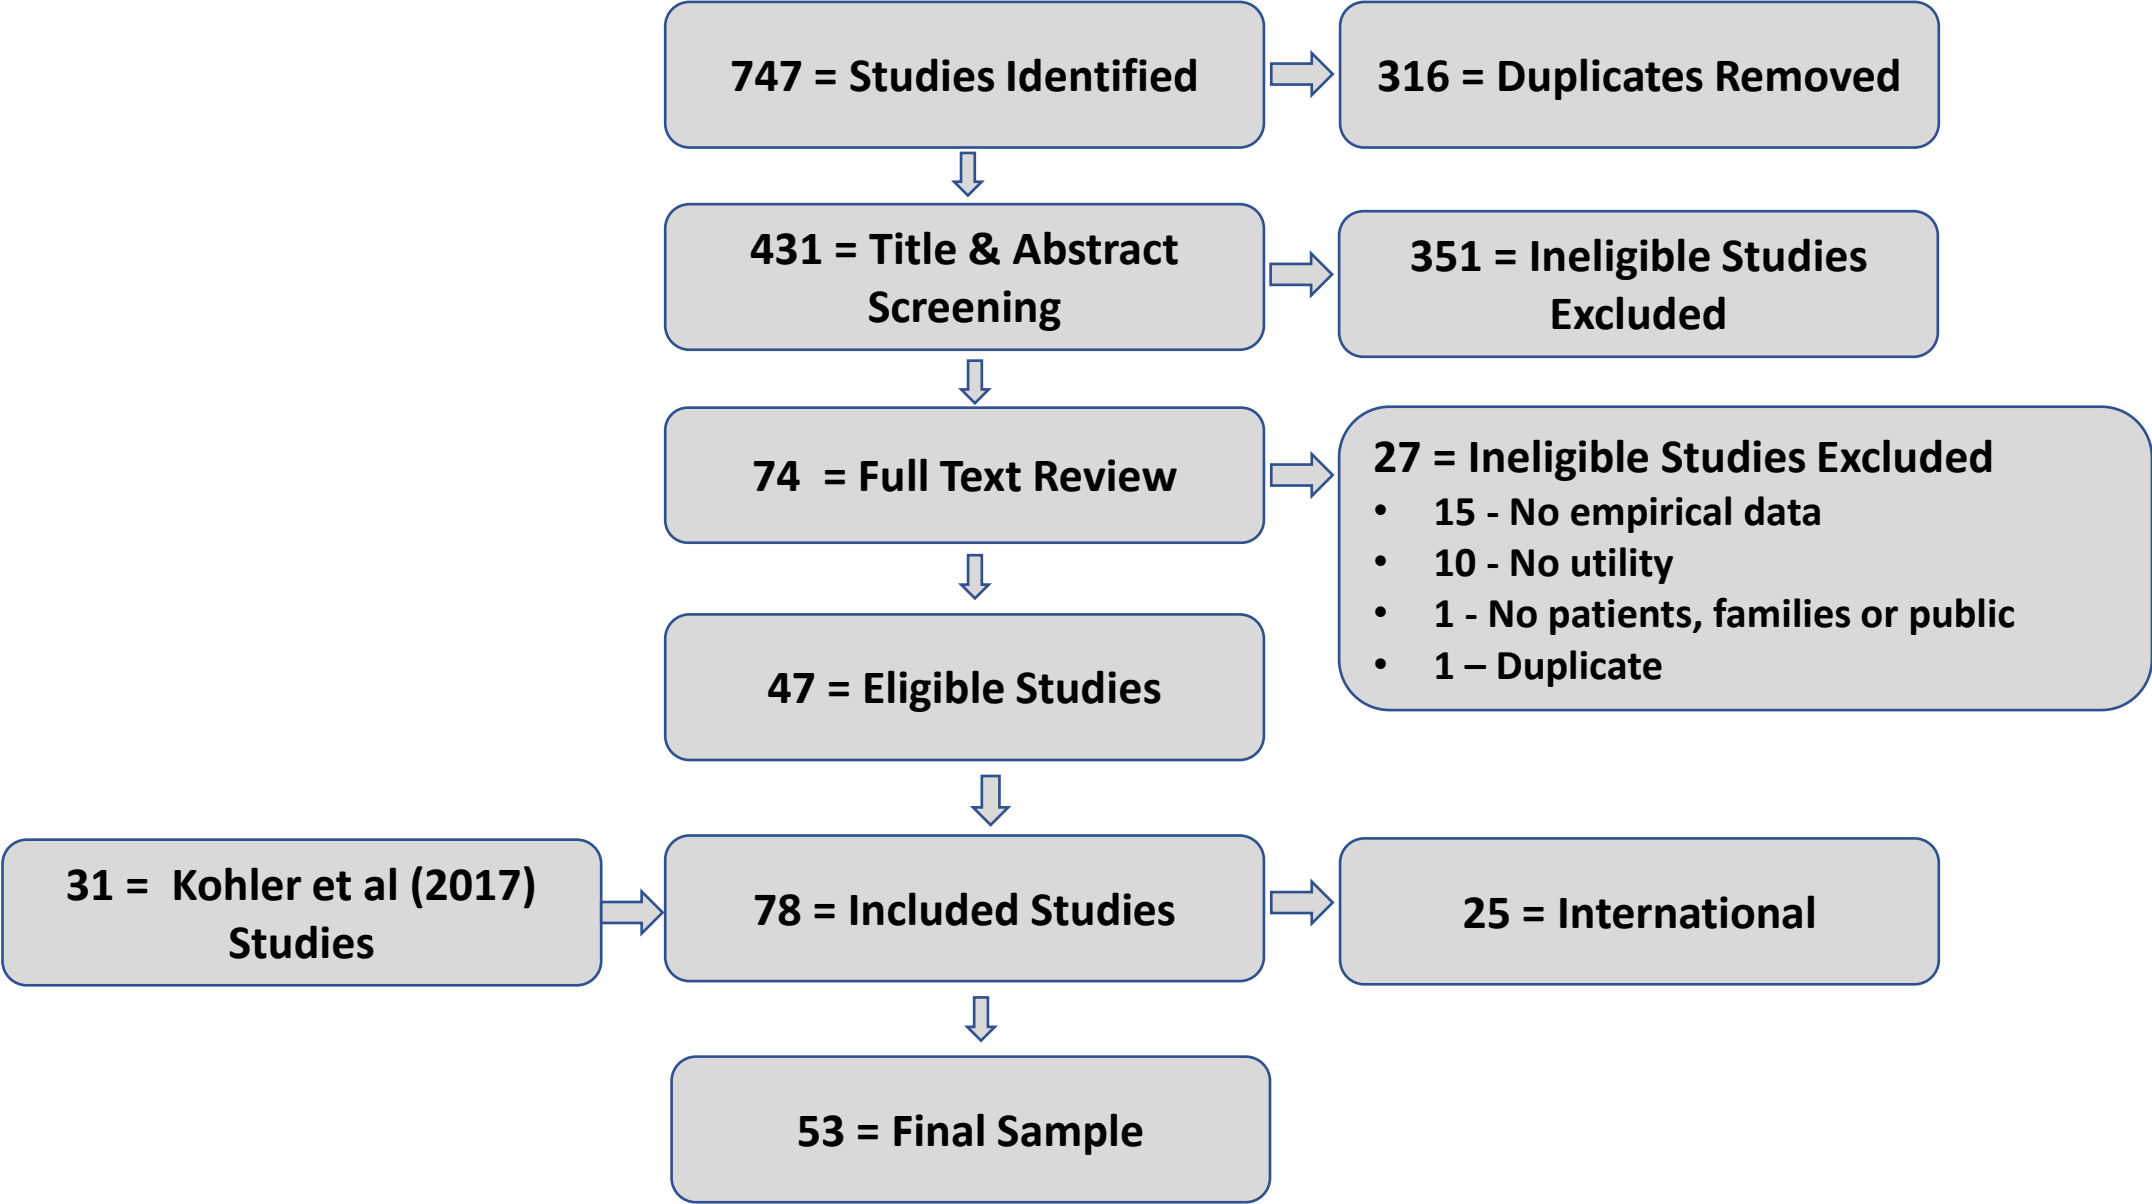 747 = Studies Identified
316 = Duplicates Removed
431 = Title & Abstract
Screening
351 = Ineligible Studies
Excluded
74  = Full Text Review
27 = Ineligible Studies Excluded
• 15 - No empirical data
• 10 - No utility
• 1 - No patients, families or public
• 1 – Duplicate
47 = Eligible Studies
31 =  Kohler et al (2017)
Studies
78 = Included Studies
25 = International
53 = Final Sample